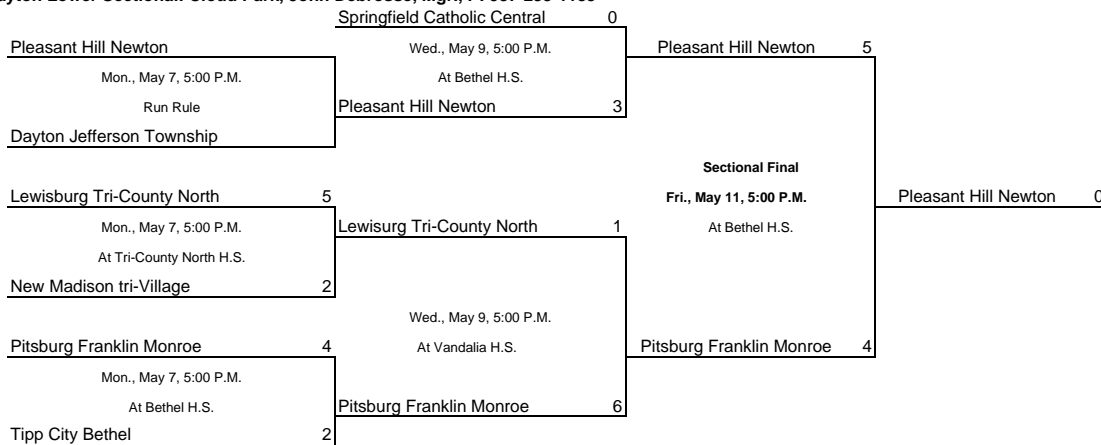 Springfield Catholic Central 0
Pleasant Hill Newton Wed., May 9, 5:00 P.M. Pleasant Hill Newton 5
Mon., May 7, 5:00 P.M. At Bethel H.S.
Run Rule Pleasant Hill Newton 3
Dayton Jefferson Township
Sectional Final
Lewisburg Tri-County North 5 Fri., May 11, 5:00 P.M. Pleasant Hill Newton 0
Mon., May 7, 5:00 P.M. Lewisurg Tri-County North 1 At Bethel H.S.
At Tri-County North H.S.
New Madison tri-Village 2
Wed., May 9, 5:00 P.M.
Pitsburg Franklin Monroe 4 At Vandalia H.S. Pitsburg Franklin Monroe 4
Mon., May 7, 5:00 P.M.
At Bethel H.S. Pitsburg Franklin Monroe 6
Tipp City Bethel 2